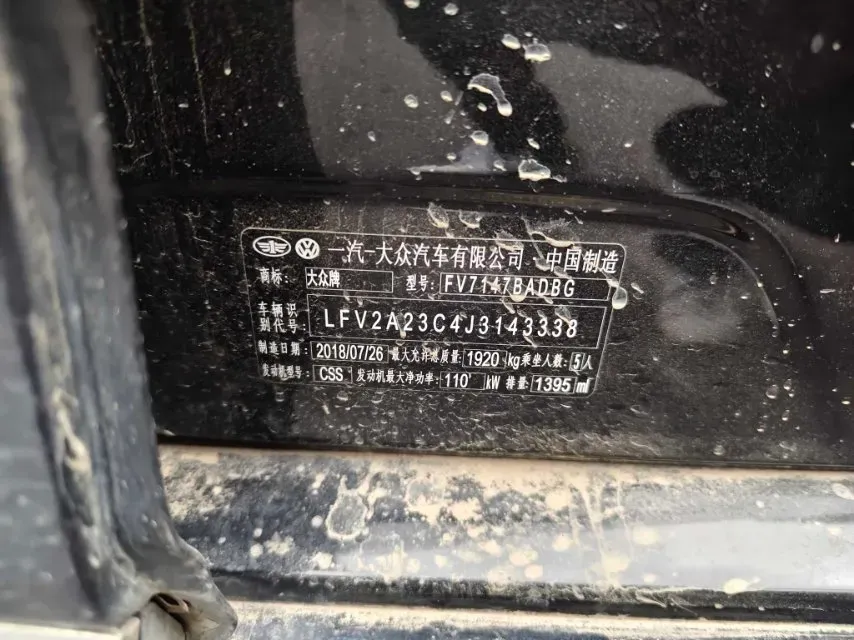 一汽-大众汽车有限公司 中国制造
商标: 大众牌 型号: FV7147BADBG
车辆识别代号: LFV2A23C4J3143338
制造日期: 2018/07/26 最大允许总质量: 1920 kg 乘坐人数: 5人
发动机型号: CSS 发动机最大净功率: 110 kW 排量: 1395 ml